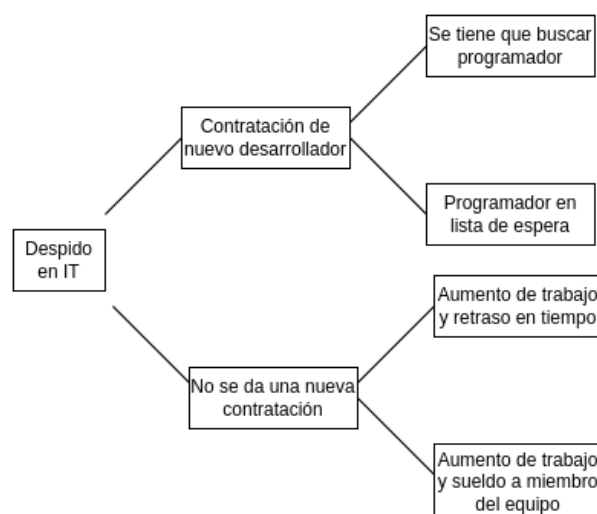 Se tiene que buscar
programador
Contratación de
nuevo desarrollador
Programador en
lista de espera
Despido
en IT
Aumento de trabajo
y retraso en tiempo
No se da una nueva
contratación
Aumento de trabajo
y sueldo a miembro
del equipo